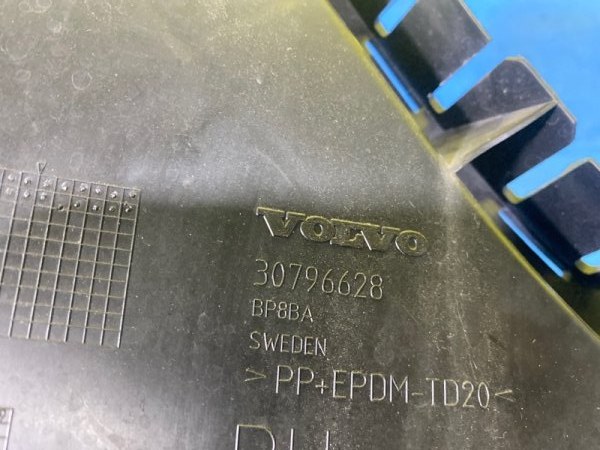 VOLVO
30796628
BP8BA
SWEDEN
>PP+EPDM-TD20<